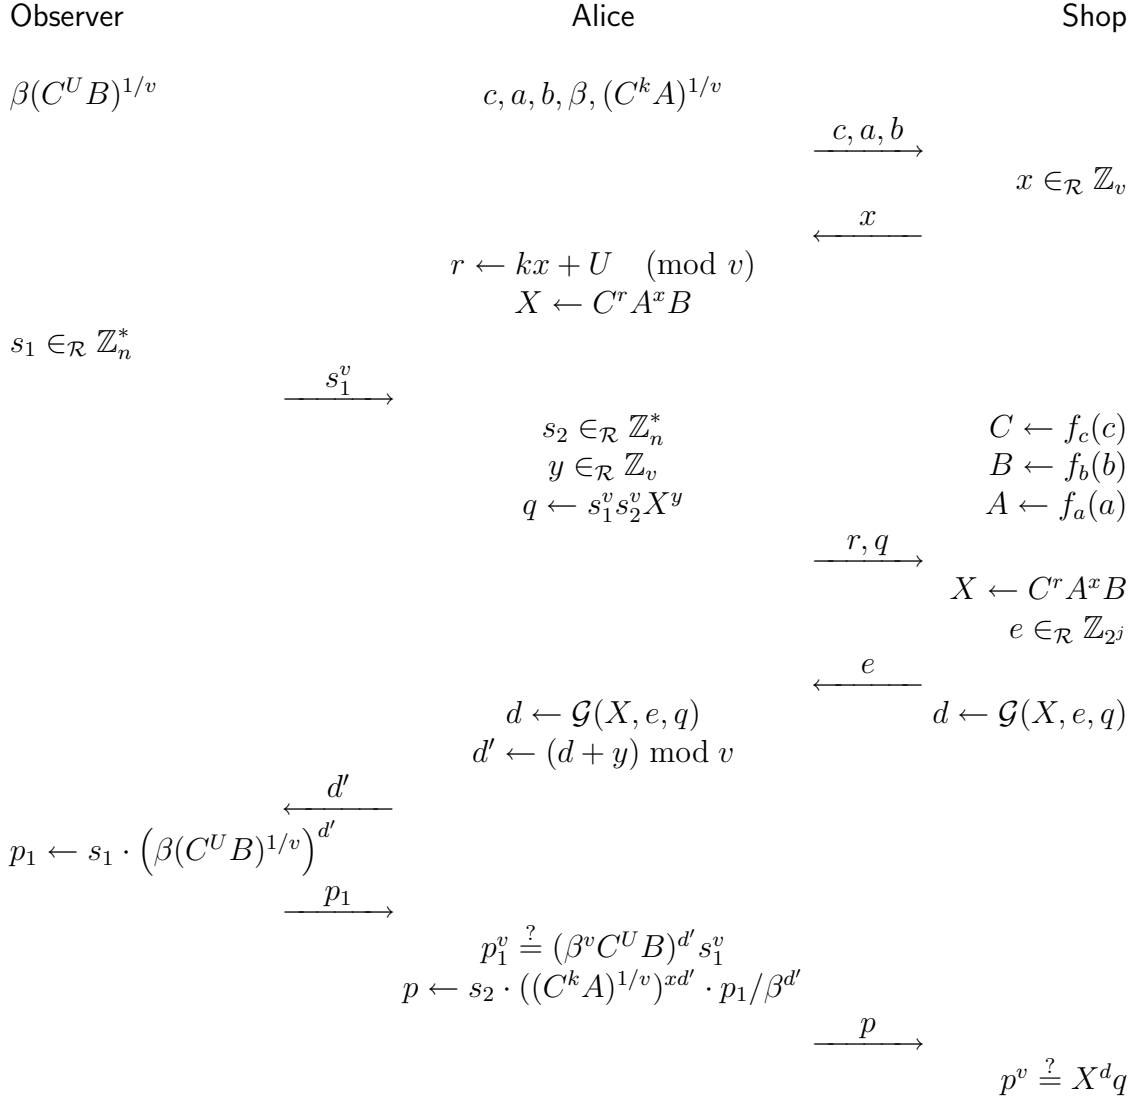 Observer Alice Shop
β(C^U B)^{1/v} c, a, b, β, (C^k A)^{1/v}
c, a, b
x ∈_R ℤ_v
x
r ← kx + U (mod v)
X ← C^r A^x B
s_1 ∈_R ℤ_n^*
s_1^v
s_2 ∈_R ℤ_n^* C ← f_c(c)
y ∈_R ℤ_v B ← f_b(b)
q ← s_1^v s_2^v X^y A ← f_a(a)
r, q
X ← C^r A^x B
e ∈_R ℤ_{2^j}
e
d ← 𝒢(X, e, q) d ← 𝒢(X, e, q)
d′ ← (d + y) mod v
d′
p_1 ← s_1 · (β(C^U B)^{1/v})^{d′}
p_1
p_1^v ≟ (β^v C^U B)^{d′} s_1^v
p ← s_2 · ((C^k A)^{1/v})^{xd′} · p_1/β^{d′}
p
p^v ≟ X^d q